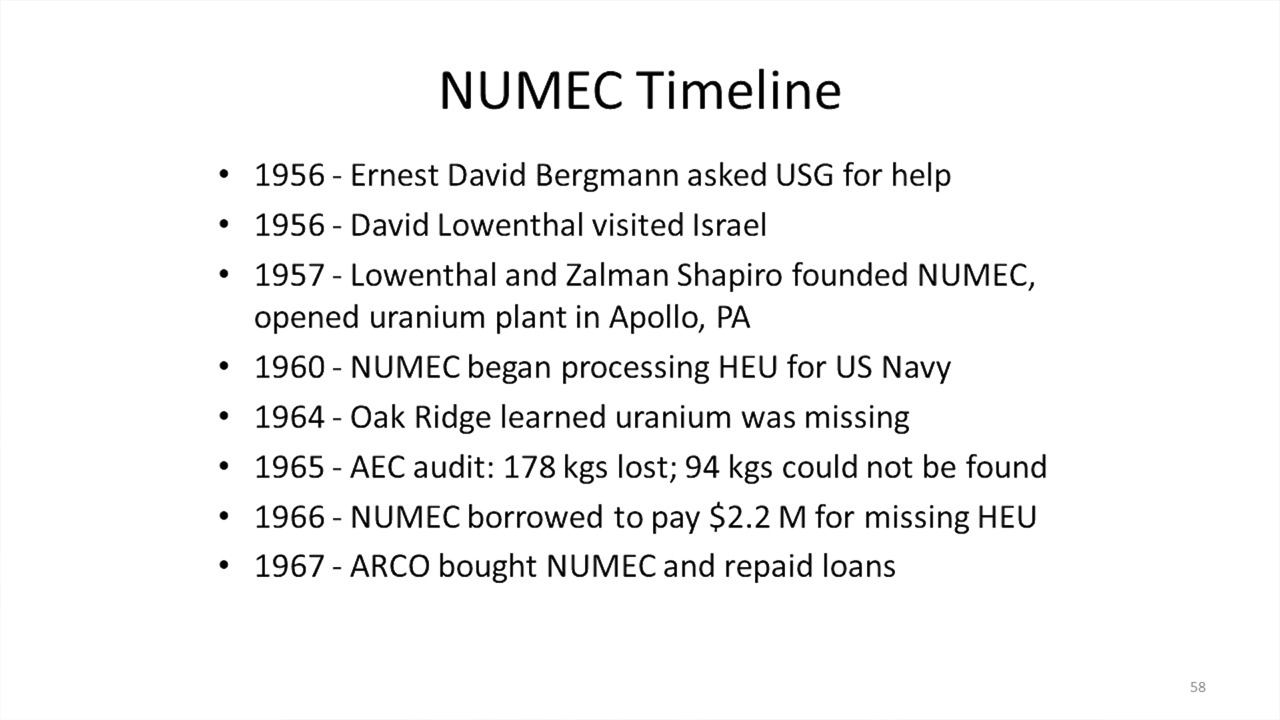 NUMEC Timeline
• 1956 - Ernest David Bergmann asked USG for help
• 1956 - David Lowenthal visited Israel
• 1957 - Lowenthal and Zalman Shapiro founded NUMEC,
opened uranium plant in Apollo, PA
• 1960 - NUMEC began processing HEU for US Navy
• 1964 - Oak Ridge learned uranium was missing
• 1965 - AEC audit: 178 kgs lost; 94 kgs could not be found
• 1966 - NUMEC borrowed to pay $2.2 M for missing HEU
• 1967 - ARCO bought NUMEC and repaid loans
58